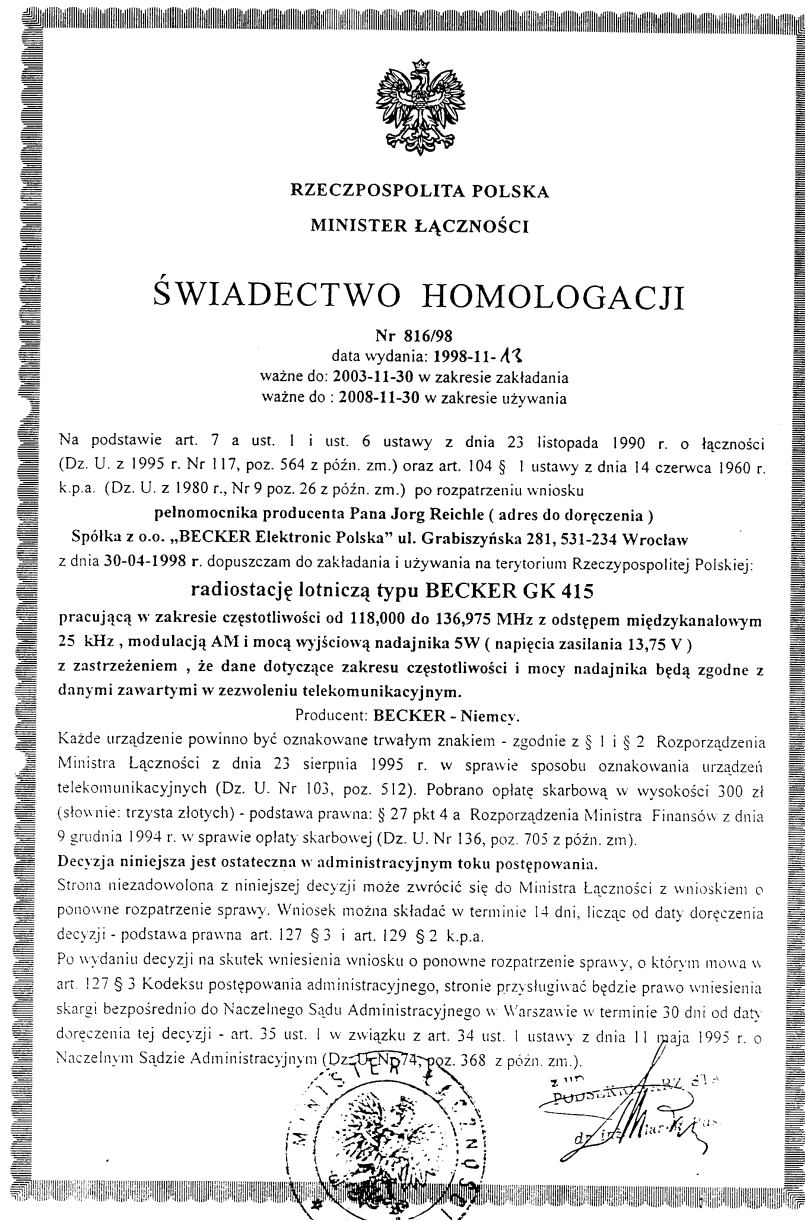 RZECZPOSPOLITA POLSKA
MINISTER ŁĄCZNOŚCI
ŚWIADECTWO HOMOLOGACJI
Nr 816/98
data wydania: 1998-11-13
ważne do: 2003-11-30 w zakresie zakładania
ważne do : 2008-11-30 w zakresie używania
Na podstawie art. 7 a ust. 1 i ust. 6 ustawy z dnia 23 listopada 1990 r. o łączności
(Dz. U. z 1995 r. Nr 117, poz. 564 z późn. zm.) oraz art. 104 § 1 ustawy z dnia 14 czerwca 1960 r.
k.p.a. (Dz. U. z 1980 r., Nr 9 poz. 26 z późn. zm.) po rozpatrzeniu wniosku
pełnomocnika producenta Pana Jorg Reichle ( adres do doręczenia )
Spółka z o.o. „BECKER Elektronic Polska" ul. Grabiszyńska 281, 531-234 Wrocław
z dnia 30-04-1998 r. dopuszczam do zakładania i używania na terytorium Rzeczypospolitej Polskiej:
radiostację lotniczą typu BECKER GK 415
pracującą w zakresie częstotliwości od 118,000 do 136,975 MHz z odstępem międzykanałowym
25 kHz , modulacją AM i mocą wyjściową nadajnika 5W ( napięcia zasilania 13,75 V )
z zastrzeżeniem , że dane dotyczące zakresu częstotliwości i mocy nadajnika będą zgodne z
danymi zawartymi w zezwoleniu telekomunikacyjnym.
Producent: BECKER - Niemcy.
Każde urządzenie powinno być oznakowane trwałym znakiem - zgodnie z § 1 i § 2 Rozporządzenia
Ministra Łączności z dnia 23 sierpnia 1995 r. w sprawie sposobu oznakowania urządzeń
telekomunikacyjnych (Dz. U. Nr 103, poz. 512). Pobrano opłatę skarbową w wysokości 300 zł
(słownie: trzysta złotych) - podstawa prawna: § 27 pkt 4 a Rozporządzenia Ministra Finansów z dnia
9 grudnia 1994 r. w sprawie opłaty skarbowej (Dz. U. Nr 136, poz. 705 z późn. zm).
Decyzja niniejsza jest ostateczna w administracyjnym toku postępowania.
Strona niezadowolona z niniejszej decyzji może zwrócić się do Ministra Łączności z wnioskiem o
ponowne rozpatrzenie sprawy. Wniosek można składać w terminie 14 dni, licząc od daty doręczenia
decyzji - podstawa prawna art. 127 § 3 i art. 129 § 2 k.p.a.
Po wydaniu decyzji na skutek wniesienia wniosku o ponowne rozpatrzenie sprawy, o którym mowa w
art. 127 § 3 Kodeksu postępowania administracyjnego, stronie przysługiwać będzie prawo wniesienia
skargi bezpośrednio do Naczelnego Sądu Administracyjnego w Warszawie w terminie 30 dni od daty
doręczenia tej decyzji - art. 35 ust. 1 w związku z art. 34 ust. 1 ustawy z dnia 11 maja 1995 r. o
Naczelnym Sądzie Administracyjnym (Dz. U. Nr 74, poz. 368 z późn. zm.).
MINISTER ŁĄCZNOŚCI
z up.
dr inż.